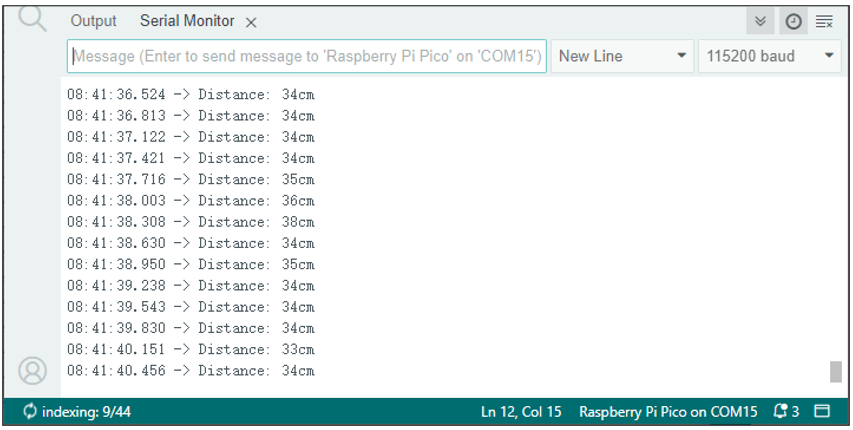 Output Serial Monitor
Message (Enter to send message to 'Raspberry Pi Pico' on 'COM15') New Line 115200 baud
08:41:36.524 -> Distance: 34cm
08:41:36.813 -> Distance: 34cm
08:41:37.122 -> Distance: 34cm
08:41:37.421 -> Distance: 34cm
08:41:37.716 -> Distance: 35cm
08:41:38.003 -> Distance: 36cm
08:41:38.308 -> Distance: 38cm
08:41:38.630 -> Distance: 34cm
08:41:38.950 -> Distance: 35cm
08:41:39.238 -> Distance: 34cm
08:41:39.543 -> Distance: 34cm
08:41:39.830 -> Distance: 34cm
08:41:40.151 -> Distance: 33cm
08:41:40.456 -> Distance: 34cm
indexing: 9/44 Ln 12, Col 15 Raspberry Pi Pico on COM15 3